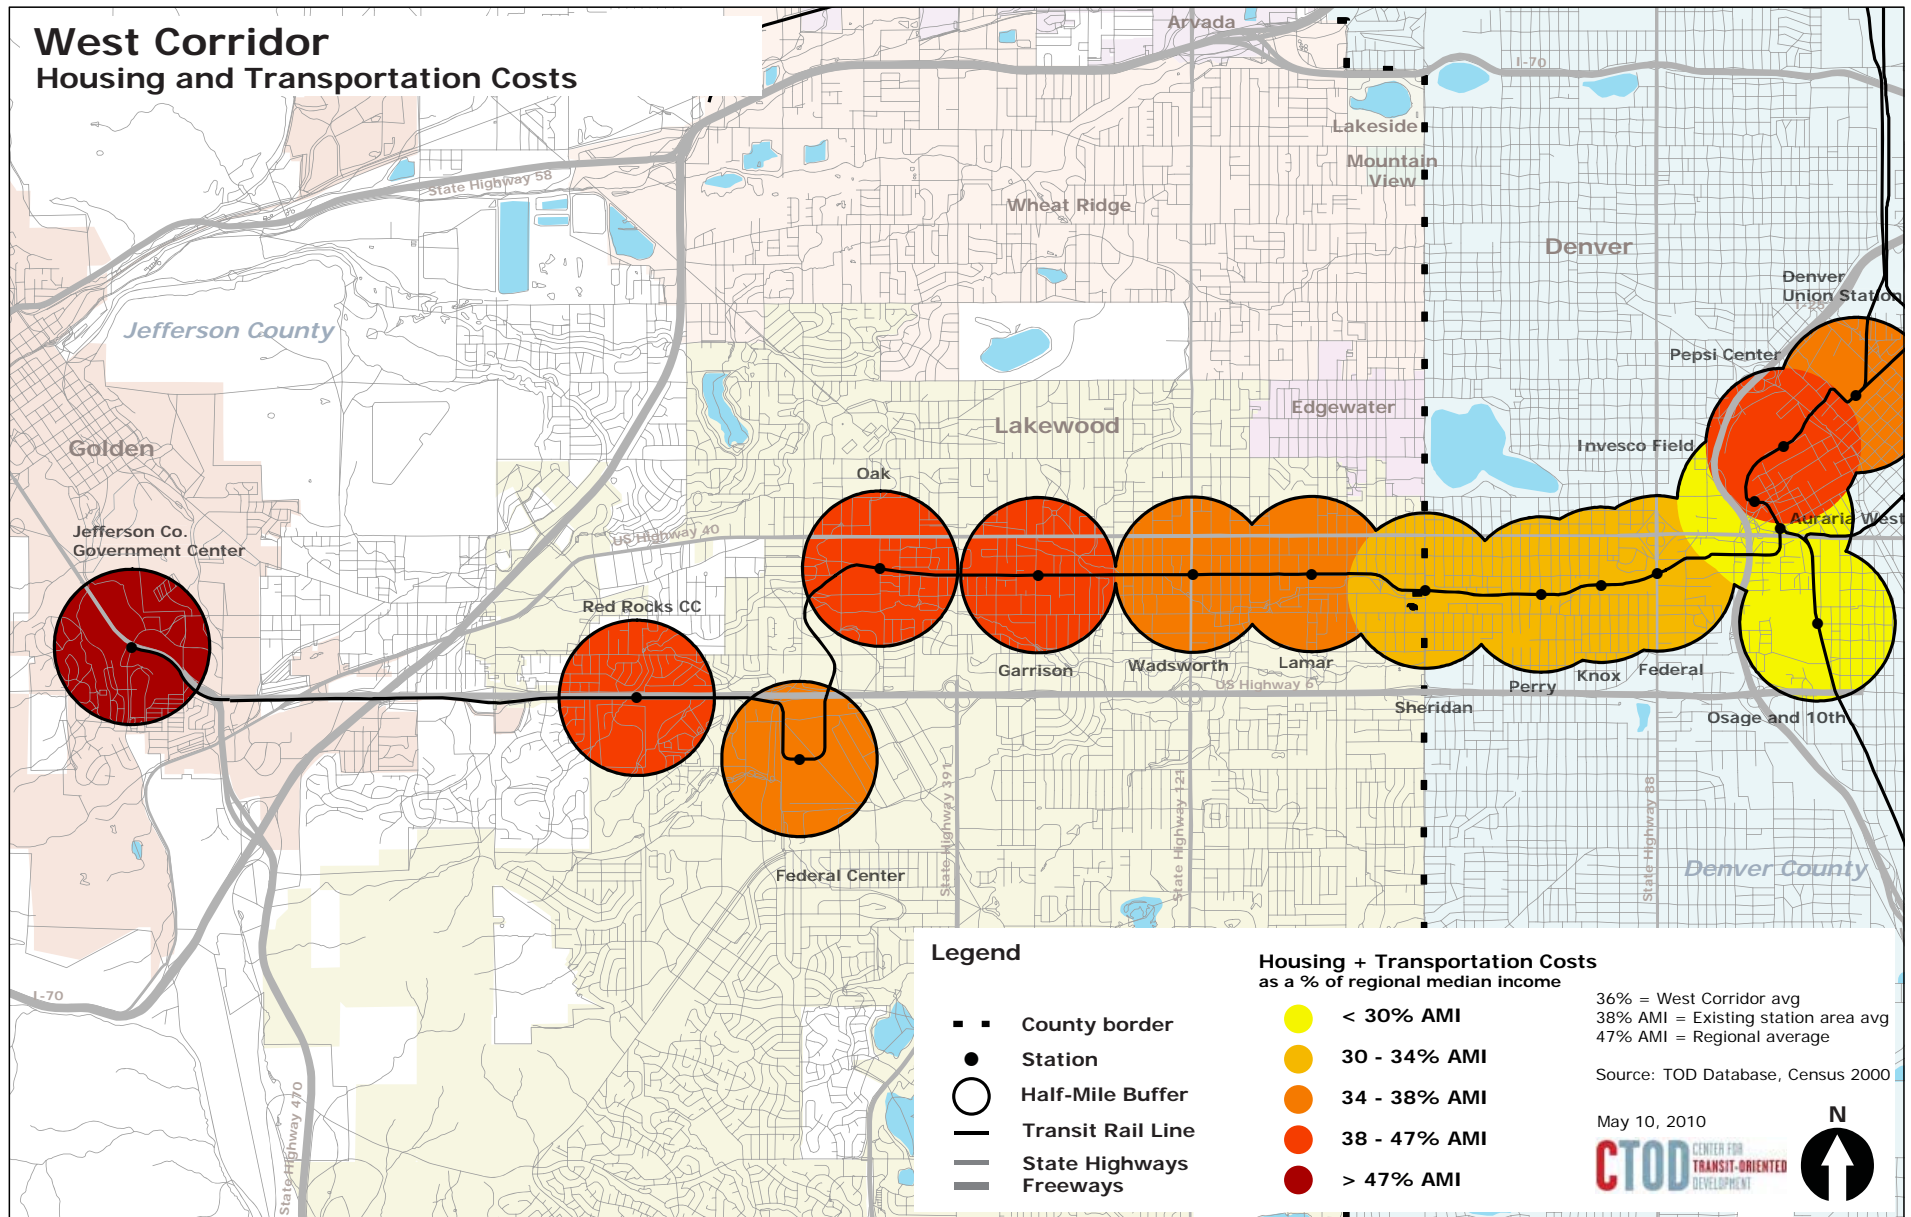 West Corridor
Housing and Transportation Costs
Arvada
I-70
Lakeside
Mountain
View
State Highway 58
Wheat Ridge
Denver
Denver
Union Station
I-25
Jefferson County
Pepsi Center
Edgewater
Lakewood
Golden
Invesco Field
Oak
Auraria West
Jefferson Co.
Government Center
US Highway 40
Red Rocks CC
Garrison
Wadsworth
Lamar
Federal
Knox
Perry
US Highway 6
Sheridan
Osage and 10th
State Highway 391
State Highway 121
State Highway 88
Federal Center
Denver County
I-70
State Highway 470
Legend
County border
Station
Half-Mile Buffer
Transit Rail Line
State Highways
Freeways
Housing + Transportation Costs
as a % of regional median income
< 30% AMI
30 - 34% AMI
34 - 38% AMI
38 - 47% AMI
> 47% AMI
36% = West Corridor avg
38% AMI = Existing station area avg
47% AMI = Regional average
Source: TOD Database, Census 2000
May 10, 2010
CTOD
CENTER FOR
TRANSIT-ORIENTED
DEVELOPMENT
N